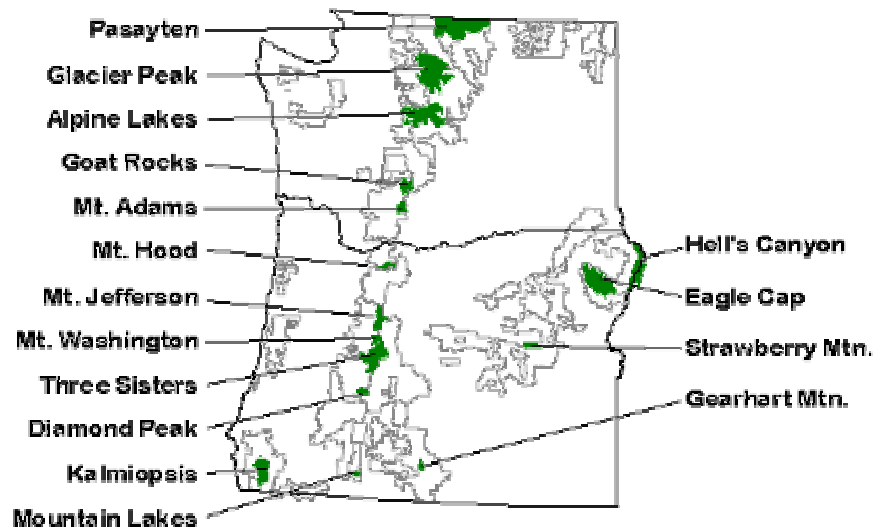 Pasayten
Glacier Peak
Alpine Lakes
Goat Rocks
Mt. Adams
Mt. Hood
Mt. Jefferson
Mt. Washington
Three Sisters
Diamond Peak
Kalmiopsis
Mountain Lakes
Hell's Canyon
Eagle Cap
Strawberry Mtn.
Gearhart Mtn.